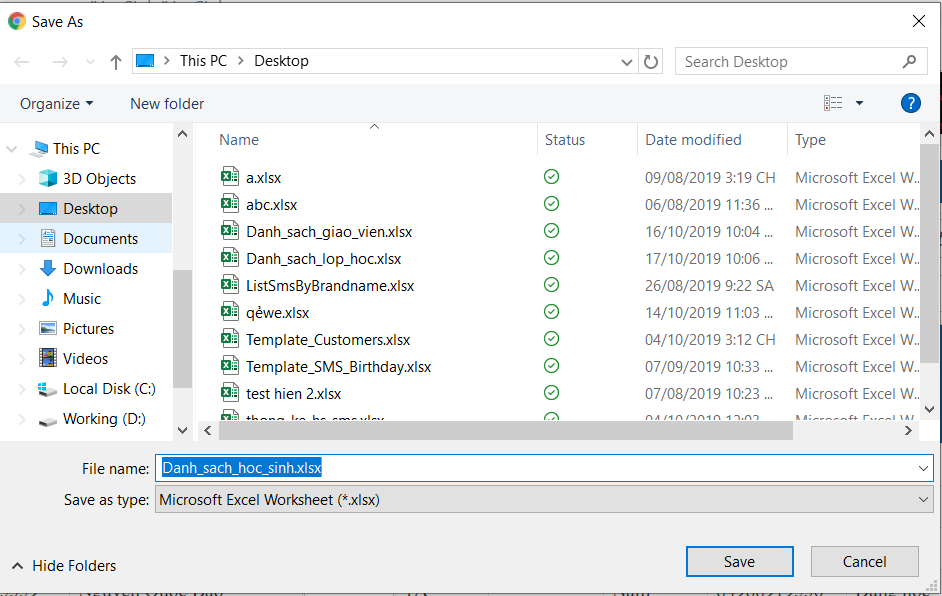 Save As
This PC > Desktop
Search Desktop
Organize
New folder
?
Name
Status
Date modified
Type
This PC
3D Objects
Desktop
Documents
Downloads
Music
Pictures
Videos
Local Disk (C:)
Working (D:)
a.xlsx 09/08/2019 3:19 CH Microsoft Excel W...
abc.xlsx 06/08/2019 11:36 ... Microsoft Excel W...
Danh_sach_giao_vien.xlsx 16/10/2019 10:04 ... Microsoft Excel W...
Danh_sach_lop_hoc.xlsx 17/10/2019 10:06 ... Microsoft Excel W...
ListSmsByBrandname.xlsx 26/08/2019 9:22 SA Microsoft Excel W...
qẻwe.xlsx 14/10/2019 11:03 ... Microsoft Excel W...
Template_Customers.xlsx 04/10/2019 3:12 CH Microsoft Excel W...
Template_SMS_Birthday.xlsx 07/09/2019 10:33 ... Microsoft Excel W...
test hien 2.xlsx 07/08/2019 10:23 ... Microsoft Excel W...
File name: Danh_sach_hoc_sinh.xlsx
Save as type: Microsoft Excel Worksheet (*.xlsx)
Hide Folders
Save
Cancel